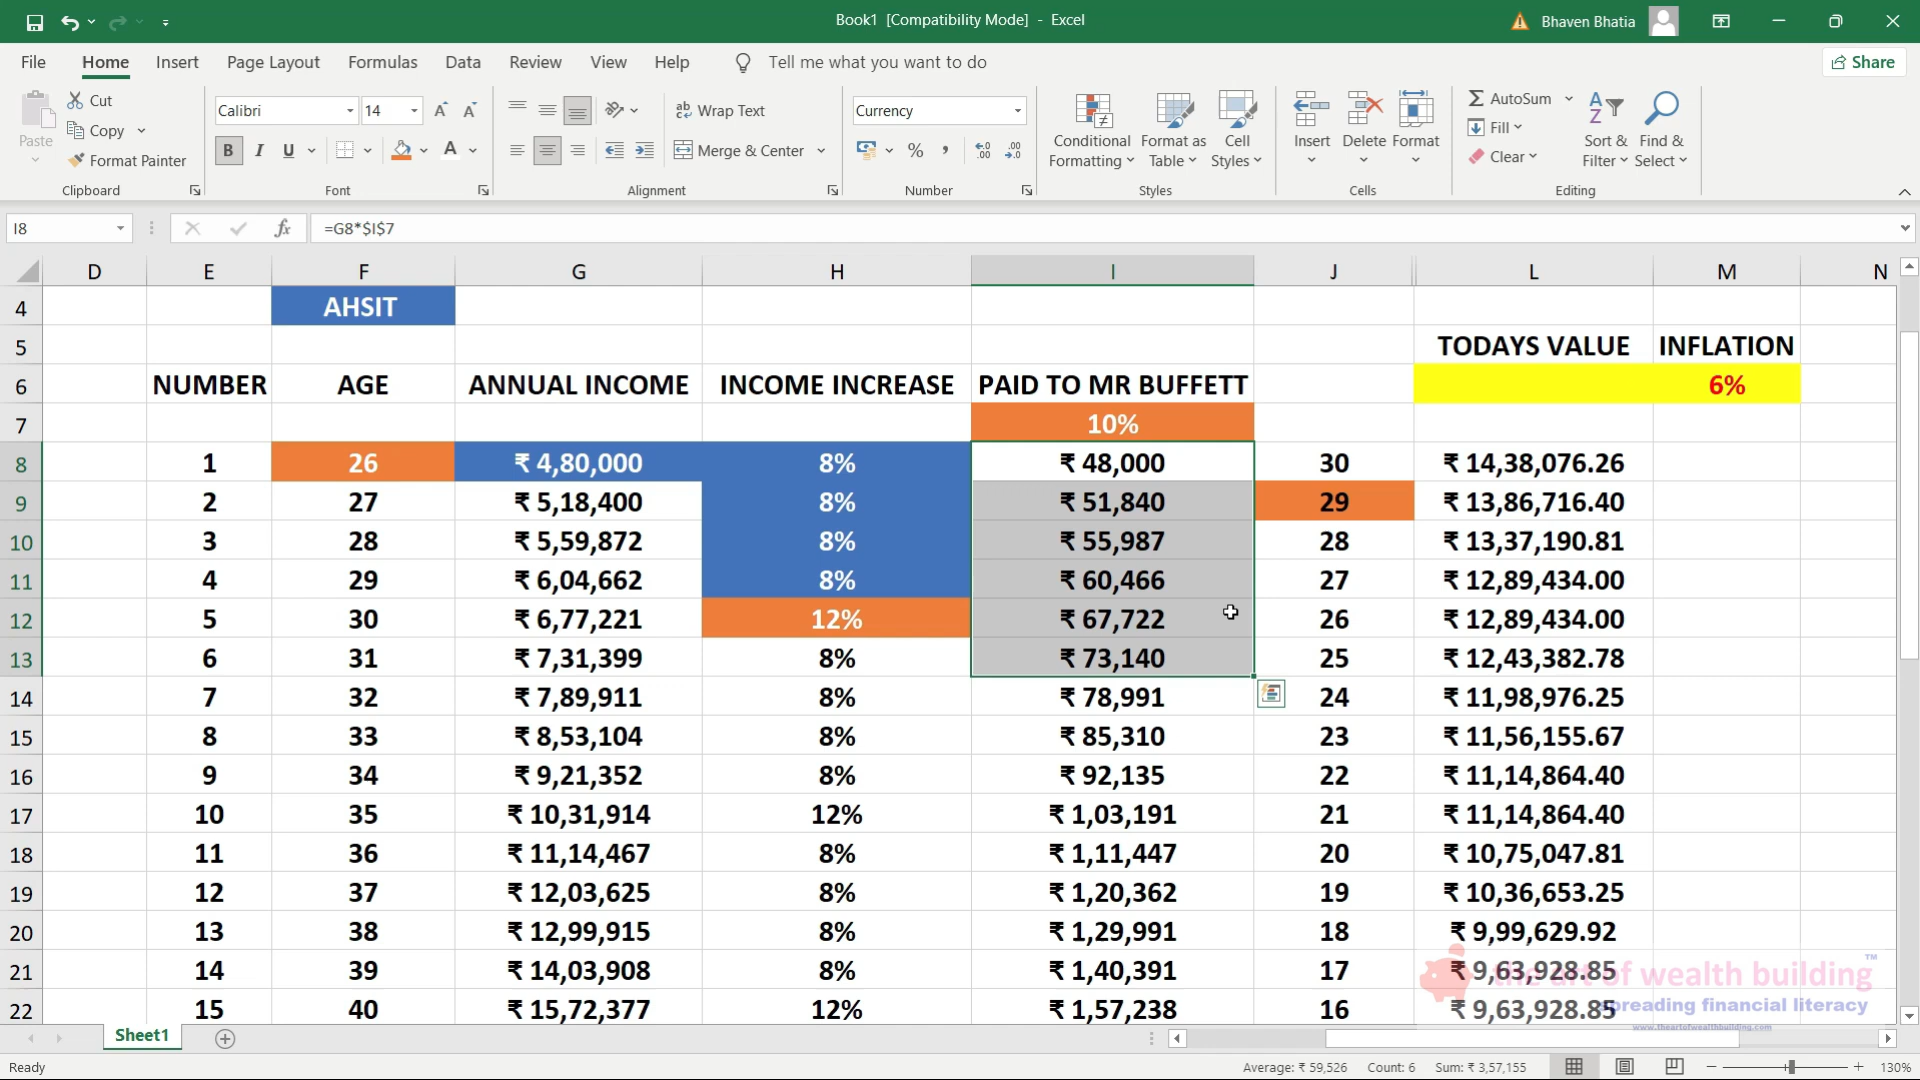 Book1 [Compatibility Mode] - Excel
Bhaven Bhatia
File Home Insert Page Layout Formulas Data Review View Help Tell me what you want to do Share
Paste Cut Copy Format Painter Clipboard
Calibri 14 B I U A Font
ab Wrap Text Merge & Center Alignment
Currency % , Number
Conditional Formatting Format as Table Cell Styles Styles
Insert Delete Format Cells
AutoSum Fill Clear Sort & Filter Find & Select Editing
I8 fx =G8*$I$7
D E F G H I J L M N
4 AHSIT
5 TODAYS VALUE INFLATION
6 NUMBER AGE ANNUAL INCOME INCOME INCREASE PAID TO MR BUFFETT 6%
7 10%
8 1 26 ₹ 4,80,000 8% ₹ 48,000 30 ₹ 14,38,076.26
9 2 27 ₹ 5,18,400 8% ₹ 51,840 29 ₹ 13,86,716.40
10 3 28 ₹ 5,59,872 8% ₹ 55,987 28 ₹ 13,37,190.81
11 4 29 ₹ 6,04,662 8% ₹ 60,466 27 ₹ 12,89,434.00
12 5 30 ₹ 6,77,221 12% ₹ 67,722 26 ₹ 12,89,434.00
13 6 31 ₹ 7,31,399 8% ₹ 73,140 25 ₹ 12,43,382.78
14 7 32 ₹ 7,89,911 8% ₹ 78,991 24 ₹ 11,98,976.25
15 8 33 ₹ 8,53,104 8% ₹ 85,310 23 ₹ 11,56,155.67
16 9 34 ₹ 9,21,352 8% ₹ 92,135 22 ₹ 11,14,864.40
17 10 35 ₹ 10,31,914 12% ₹ 1,03,191 21 ₹ 11,14,864.40
18 11 36 ₹ 11,14,467 8% ₹ 1,11,447 20 ₹ 10,75,047.81
19 12 37 ₹ 12,03,625 8% ₹ 1,20,362 19 ₹ 10,36,653.25
20 13 38 ₹ 12,99,915 8% ₹ 1,29,991 18 ₹ 9,99,629.92
21 14 39 ₹ 14,03,908 8% ₹ 1,40,391 17 ₹ 9,63,928.85
22 15 40 ₹ 15,72,377 12% ₹ 1,57,238 16 ₹ 9,63,928.85
the art of wealth building ™
spreading financial literacy
www.theartofwealthbuilding.com
Sheet1
Ready Average: ₹ 59,526 Count: 6 Sum: ₹ 3,57,155 130%